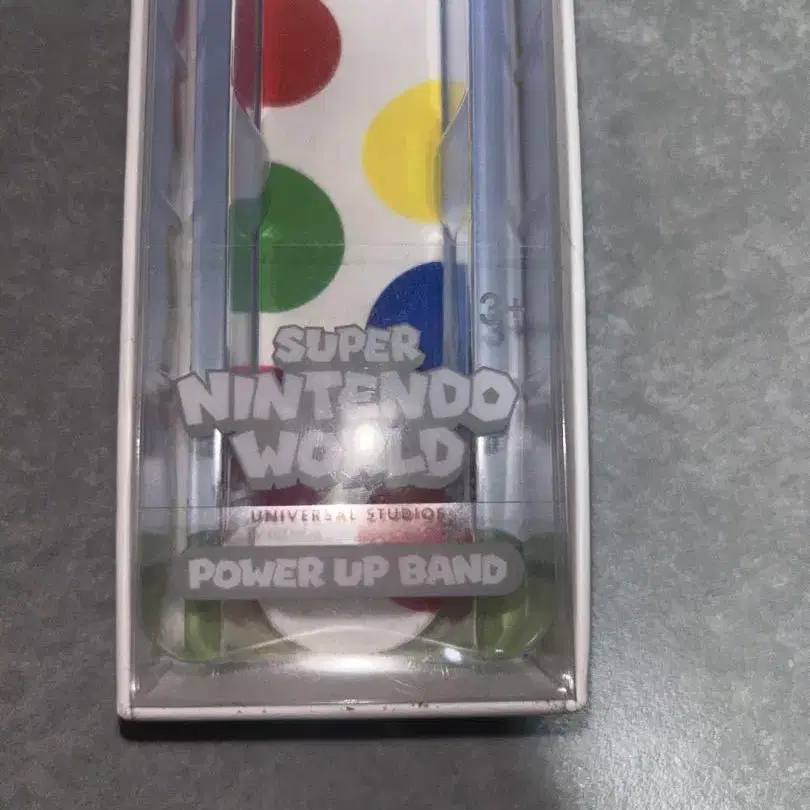 3+
SUPER
NINTENDO
WORLD
UNIVERSAL STUDIOS
POWER UP BAND